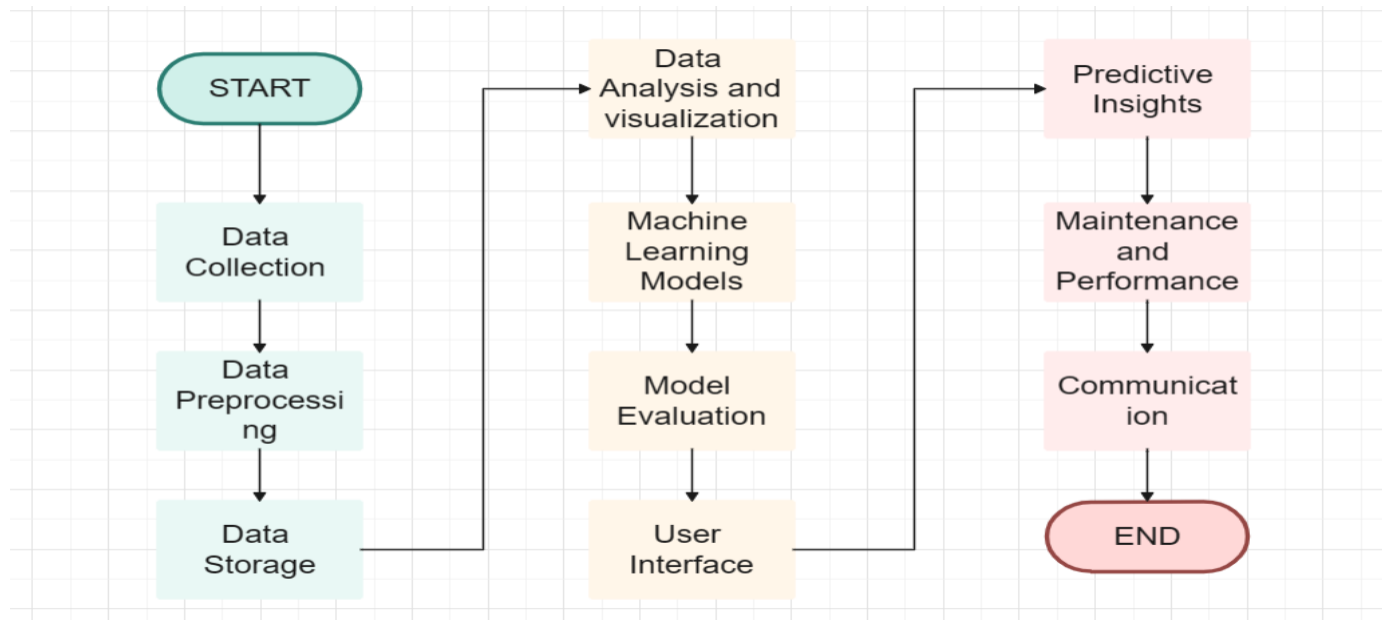 START
Data
Collection
Data
Preprocessi
ng
Data
Storage
Data
Analysis and
visualization
Machine
Learning
Models
Model
Evaluation
User
Interface
Predictive
Insights
Maintenance
and
Performance
Communicat
ion
END